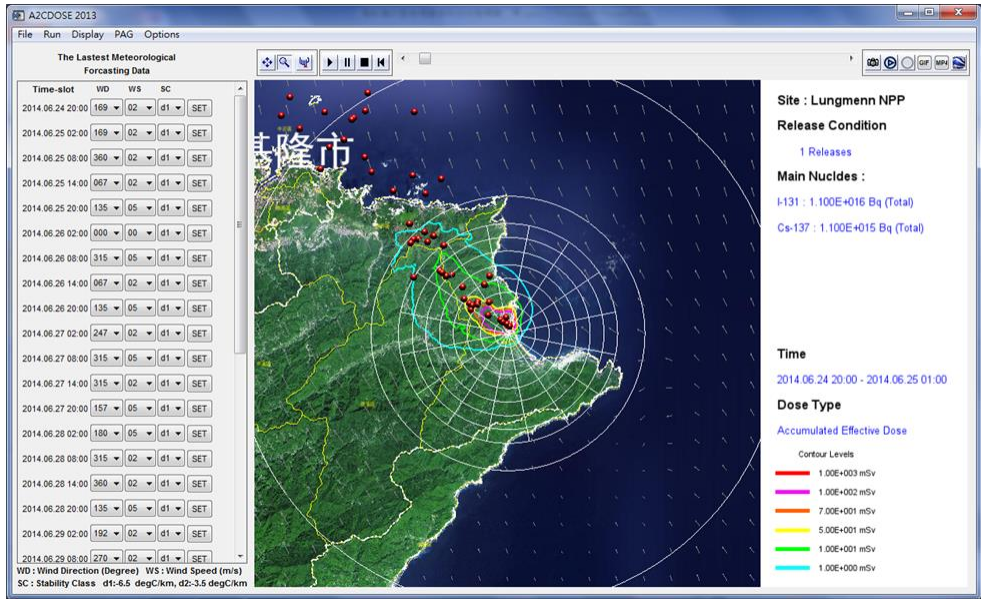 A2CDOSE 2013
File Run Display PAG Options
The Lastest Meteorological
Forcasting Data
Time-slot WD WS SC
2014.06.24 20:00 169 02 d1 SET
2014.06.25 02:00 169 02 d1 SET
2014.06.25 08:00 360 02 d1 SET
2014.06.25 14:00 067 02 d1 SET
2014.06.25 20:00 135 05 d1 SET
2014.06.26 02:00 000 00 d1 SET
2014.06.26 08:00 315 05 d1 SET
2014.06.26 14:00 067 02 d1 SET
2014.06.26 20:00 135 05 d1 SET
2014.06.27 02:00 247 02 d1 SET
2014.06.27 08:00 315 05 d1 SET
2014.06.27 14:00 315 02 d1 SET
2014.06.27 20:00 157 05 d1 SET
2014.06.28 02:00 180 05 d1 SET
2014.06.28 08:00 315 02 d1 SET
2014.06.28 14:00 360 02 d1 SET
2014.06.28 20:00 135 05 d1 SET
2014.06.29 02:00 192 02 d1 SET
2014.06.29 08:00 270 02 d1 SET
WD : Wind Direction (Degree) WS : Wind Speed (m/s)
SC : Stability Class d1:-6.5 degC/km, d2:-3.5 degC/km
GIF MP4
基隆市
Site : Lungmenn NPP
Release Condition
1 Releases
Main Nucldes :
I-131 : 1.100E+016 Bq (Total)
Cs-137 : 1.100E+015 Bq (Total)
Time
2014.06.24 20:00 - 2014.06.25 01:00
Dose Type
Accumulated Effective Dose
Contour Levels
1.00E+003 mSv
1.00E+002 mSv
7.00E+001 mSv
5.00E+001 mSv
1.00E+001 mSv
1.00E+000 mSv